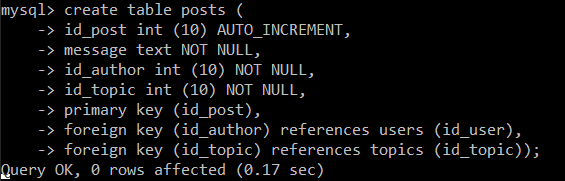 mysql> create table posts (
-> id_post int (10) AUTO_INCREMENT,
-> message text NOT NULL,
-> id_author int (10) NOT NULL,
-> id_topic int (10) NOT NULL,
-> primary key (id_post),
-> foreign key (id_author) references users (id_user),
-> foreign key (id_topic) references topics (id_topic));
Query OK, 0 rows affected (0.17 sec)